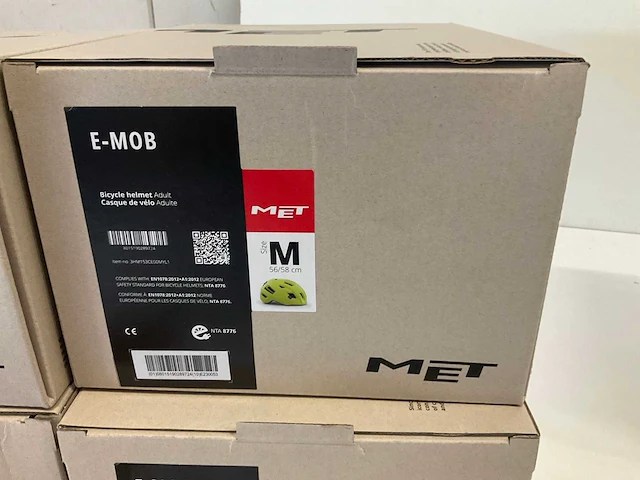 E-MOB
Bicycle helmet Adult
Casque de vélo Adulte
MET
Size
M
56/58 cm
COMPLIES WITH EN1078:2012+A1:2012 EUROPEAN
SAFETY STANDARD FOR BICYCLE HELMETS, NTA 8776
CONFORME À EN1078:2012+A1:2012 NORME
EUROPÉENNE POUR LES CASQUES DE VÉLO, NTA 8776.
CE
NTA 8776
MET